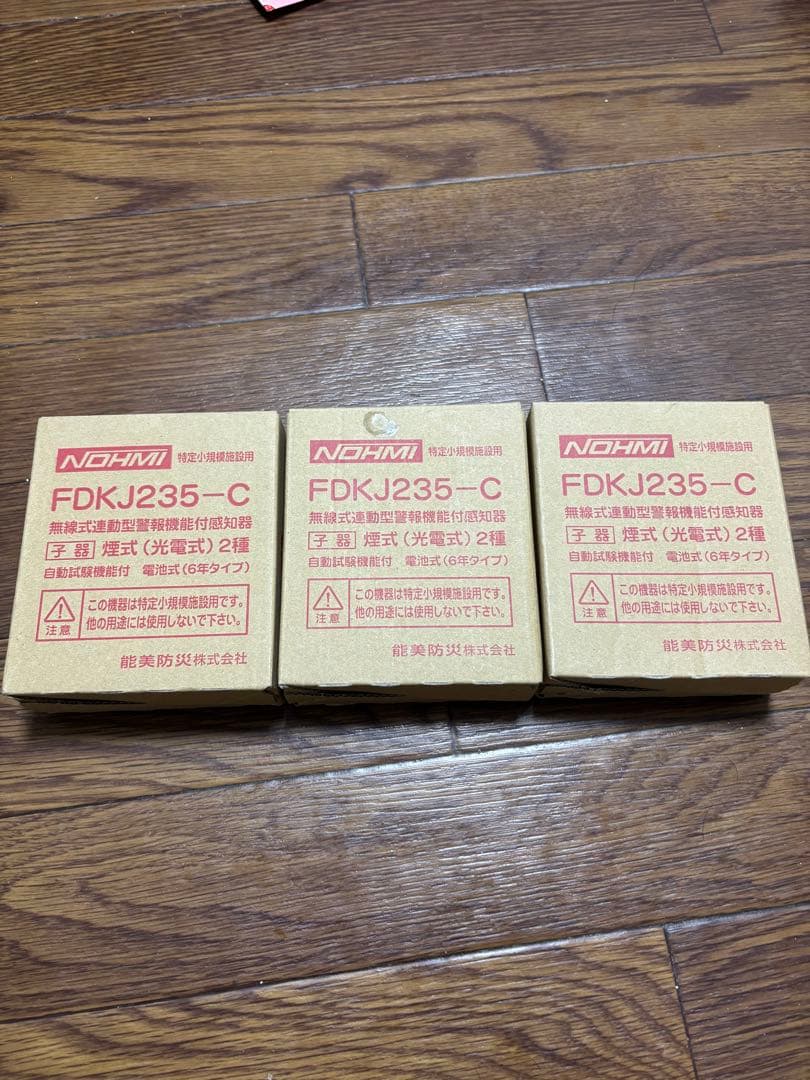 NOHMI 特定小規模施設用
FDKJ235-C
無線式連動型警報機能付感知器
子器 煙式(光電式)2種
自動試験機能付 電池式(6年タイプ)
注意 この機器は特定小規模施設用です。
他の用途には使用しないで下さい。
能美防災株式会社
NOHMI 特定小規模施設用
FDKJ235-C
無線式連動型警報機能付感知器
子器 煙式(光電式)2種
自動試験機能付 電池式(6年タイプ)
注意 この機器は特定小規模施設用です。
他の用途には使用しないで下さい。
能美防災株式会社
NOHMI 特定小規模施設用
FDKJ235-C
無線式連動型警報機能付感知器
子器 煙式(光電式)2種
自動試験機能付 電池式(6年タイプ)
注意 この機器は特定小規模施設用です。
他の用途には使用しないで下さい。
能美防災株式会社